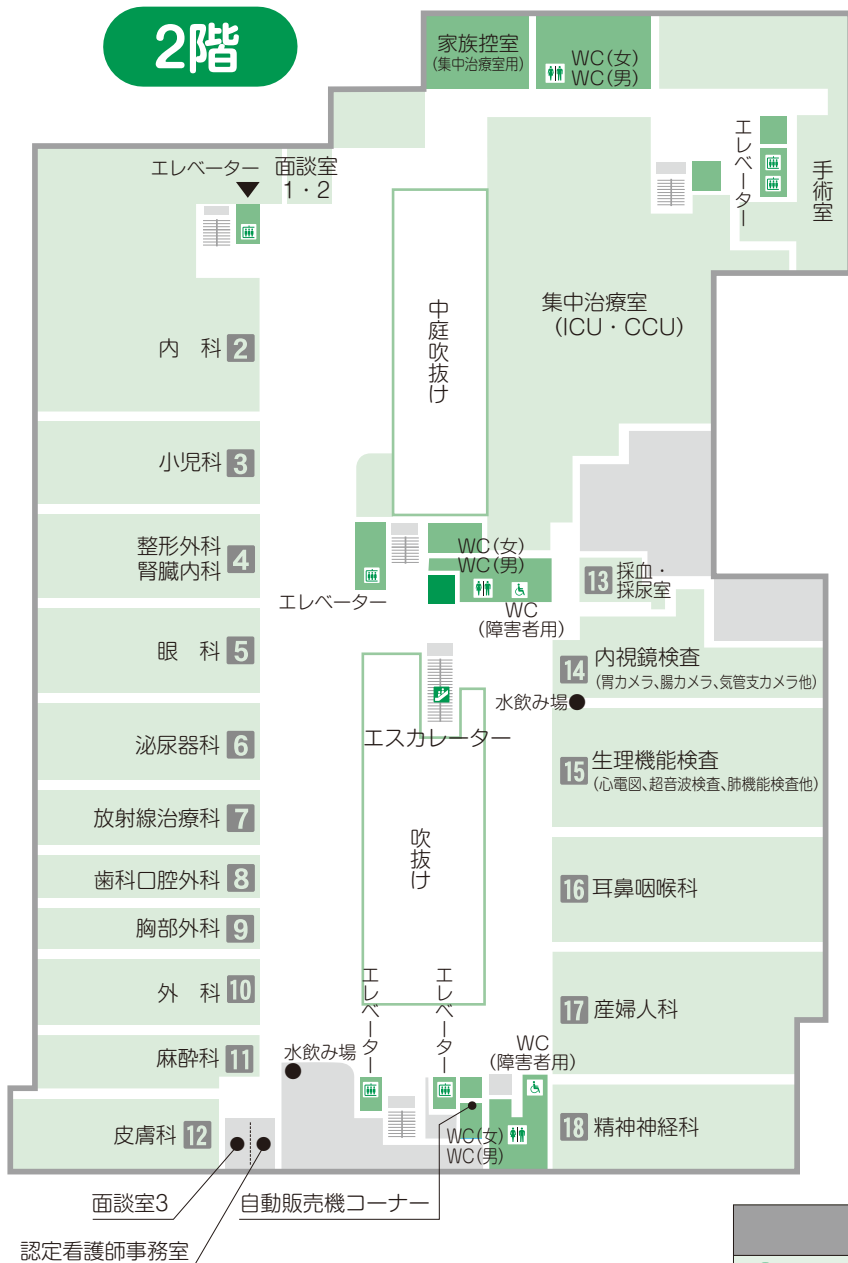 2階
家族控室
(集中治療室用)
WC(女)
WC(男)
エレベーター
手術室
エレベーター
面談室
1・2
中庭吹抜け
集中治療室
(ICU・CCU)
内 科 2
小児科 3
整形外科
腎臓内科 4
WC(女)
WC(男)
13 採血・
採尿室
エレベーター
WC
(障害者用)
眼 科 5
14 内視鏡検査
(胃カメラ、腸カメラ、気管支カメラ他)
水飲み場
泌尿器科 6
エスカレーター
15 生理機能検査
(心電図、超音波検査、肺機能検査他)
放射線治療科 7
吹抜け
歯科口腔外科 8
16 耳鼻咽喉科
胸部外科 9
外 科 10
エレベーター
エレベーター
17 産婦人科
麻酔科 11
水飲み場
WC
(障害者用)
皮膚科 12
WC(女)
WC(男)
18 精神神経科
面談室3
自動販売機コーナー
認定看護師事務室